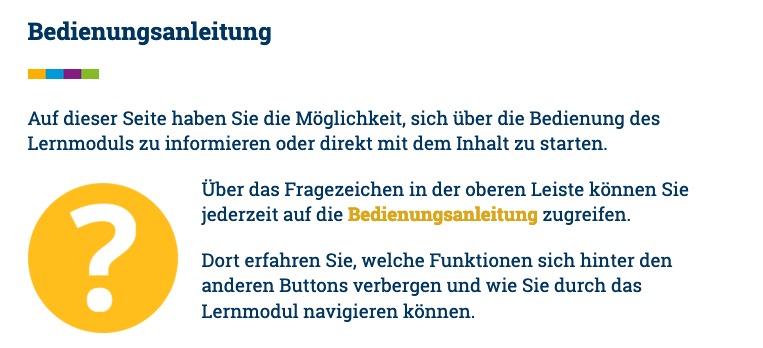 Bedienungsanleitung
Auf dieser Seite haben Sie die Möglichkeit, sich über die Bedienung des
Lernmoduls zu informieren oder direkt mit dem Inhalt zu starten.
?
Über das Fragezeichen in der oberen Leiste können Sie
jederzeit auf die Bedienungsanleitung zugreifen.
Dort erfahren Sie, welche Funktionen sich hinter den
anderen Buttons verbergen und wie Sie durch das
Lernmodul navigieren können.